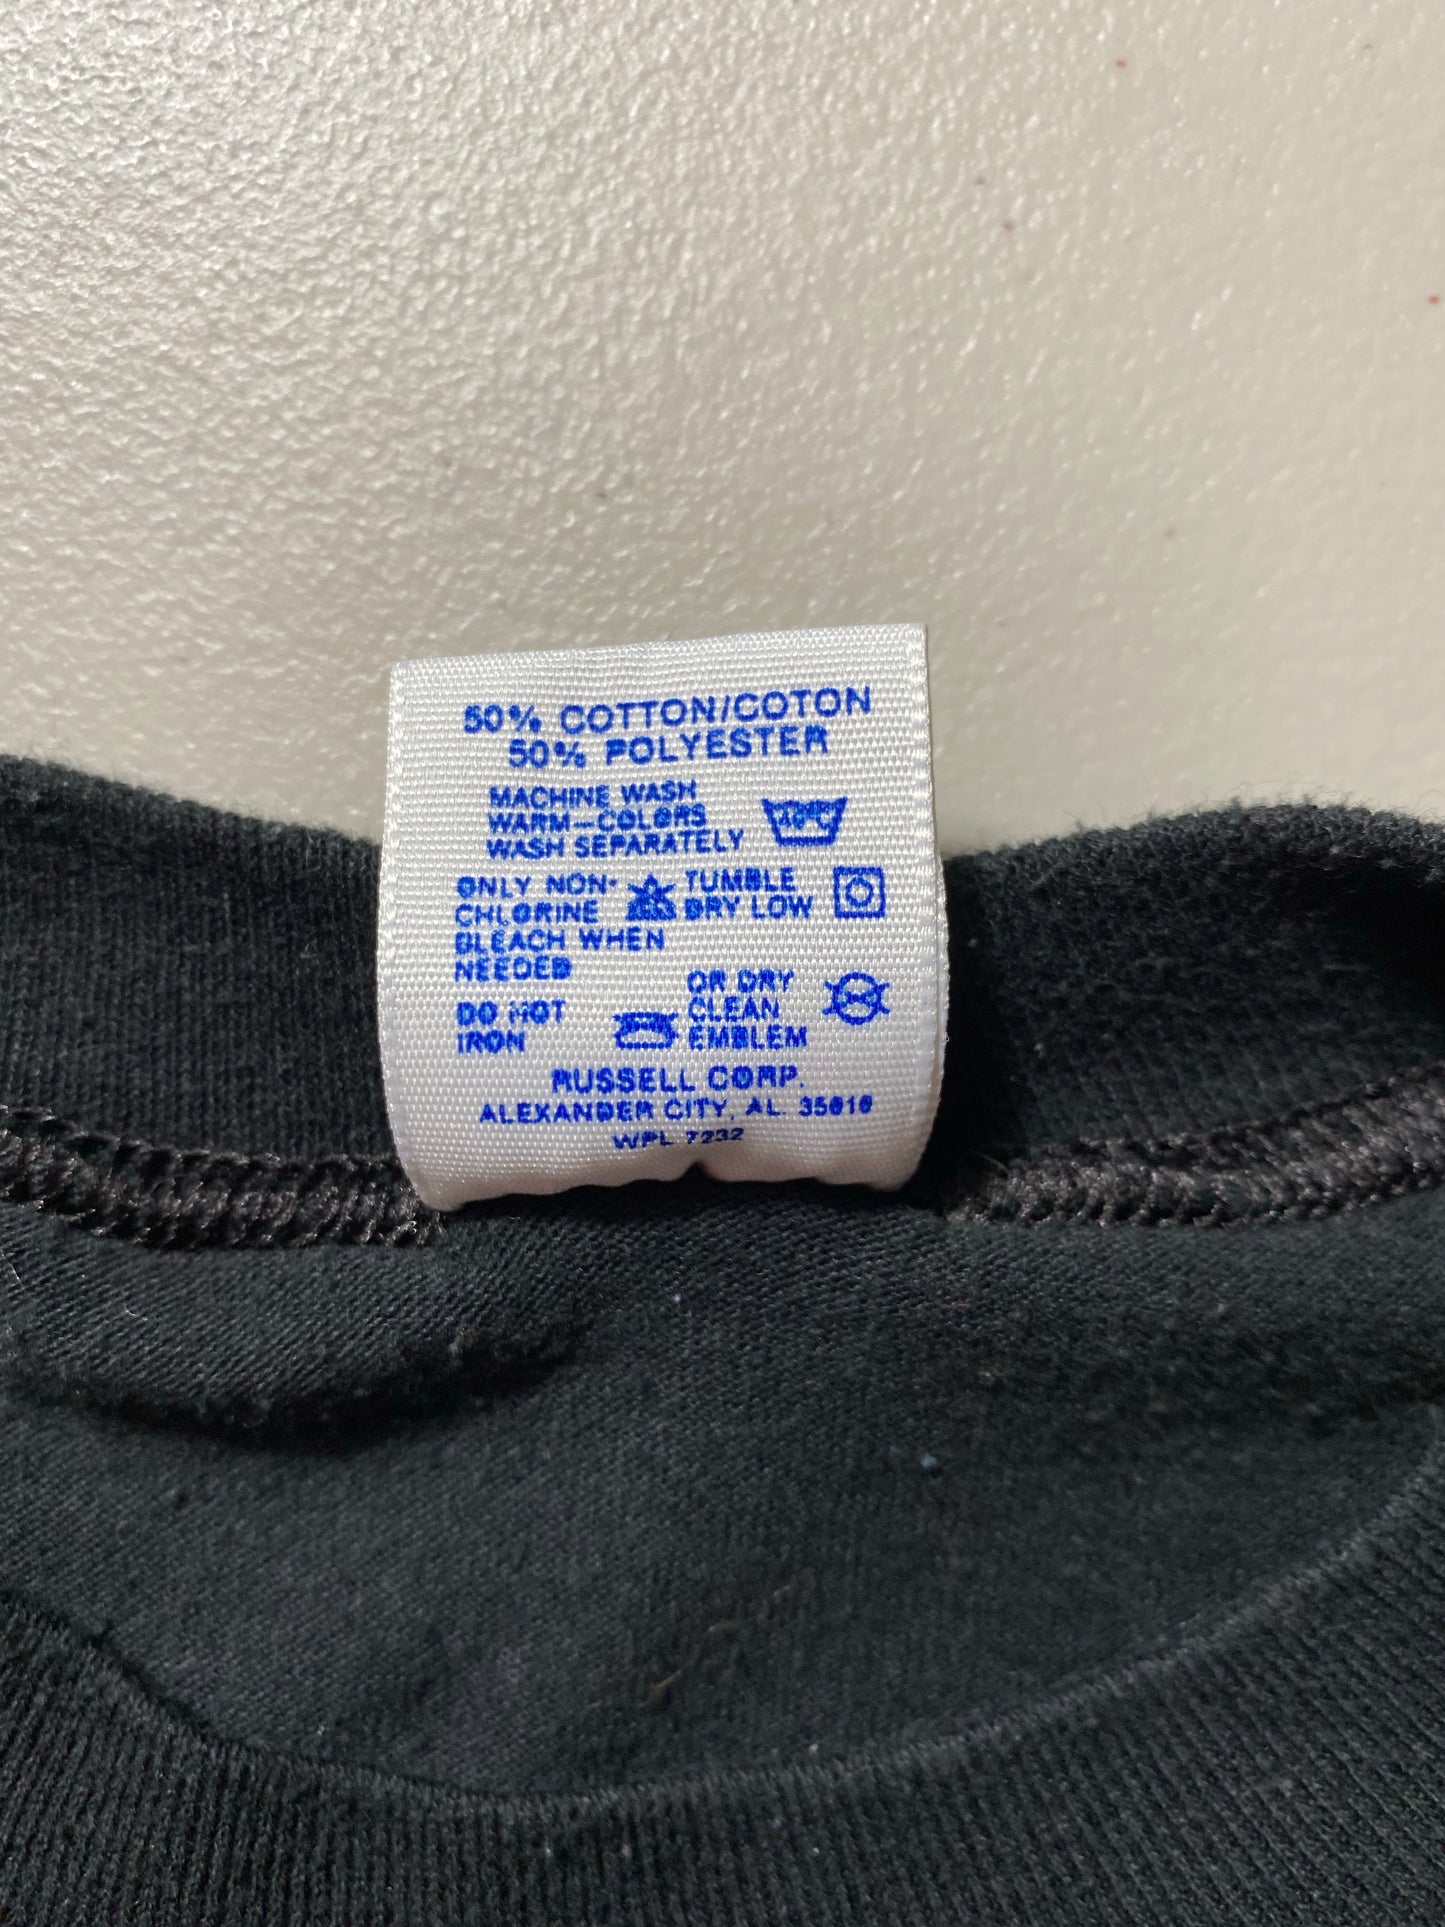 50% COTTON/COTON
50% POLYESTER
MACHINE WASH
WARM-COLORS
WASH SEPARATELY
40°C
ONLY NON-
CHLORINE
BLEACH WHEN
NEEDED
TUMBLE
DRY LOW
DO NOT
IRON
OR DRY
CLEAN
EMBLEM
RUSSELL CORP.
ALEXANDER CITY, AL. 35010
WPL 7232